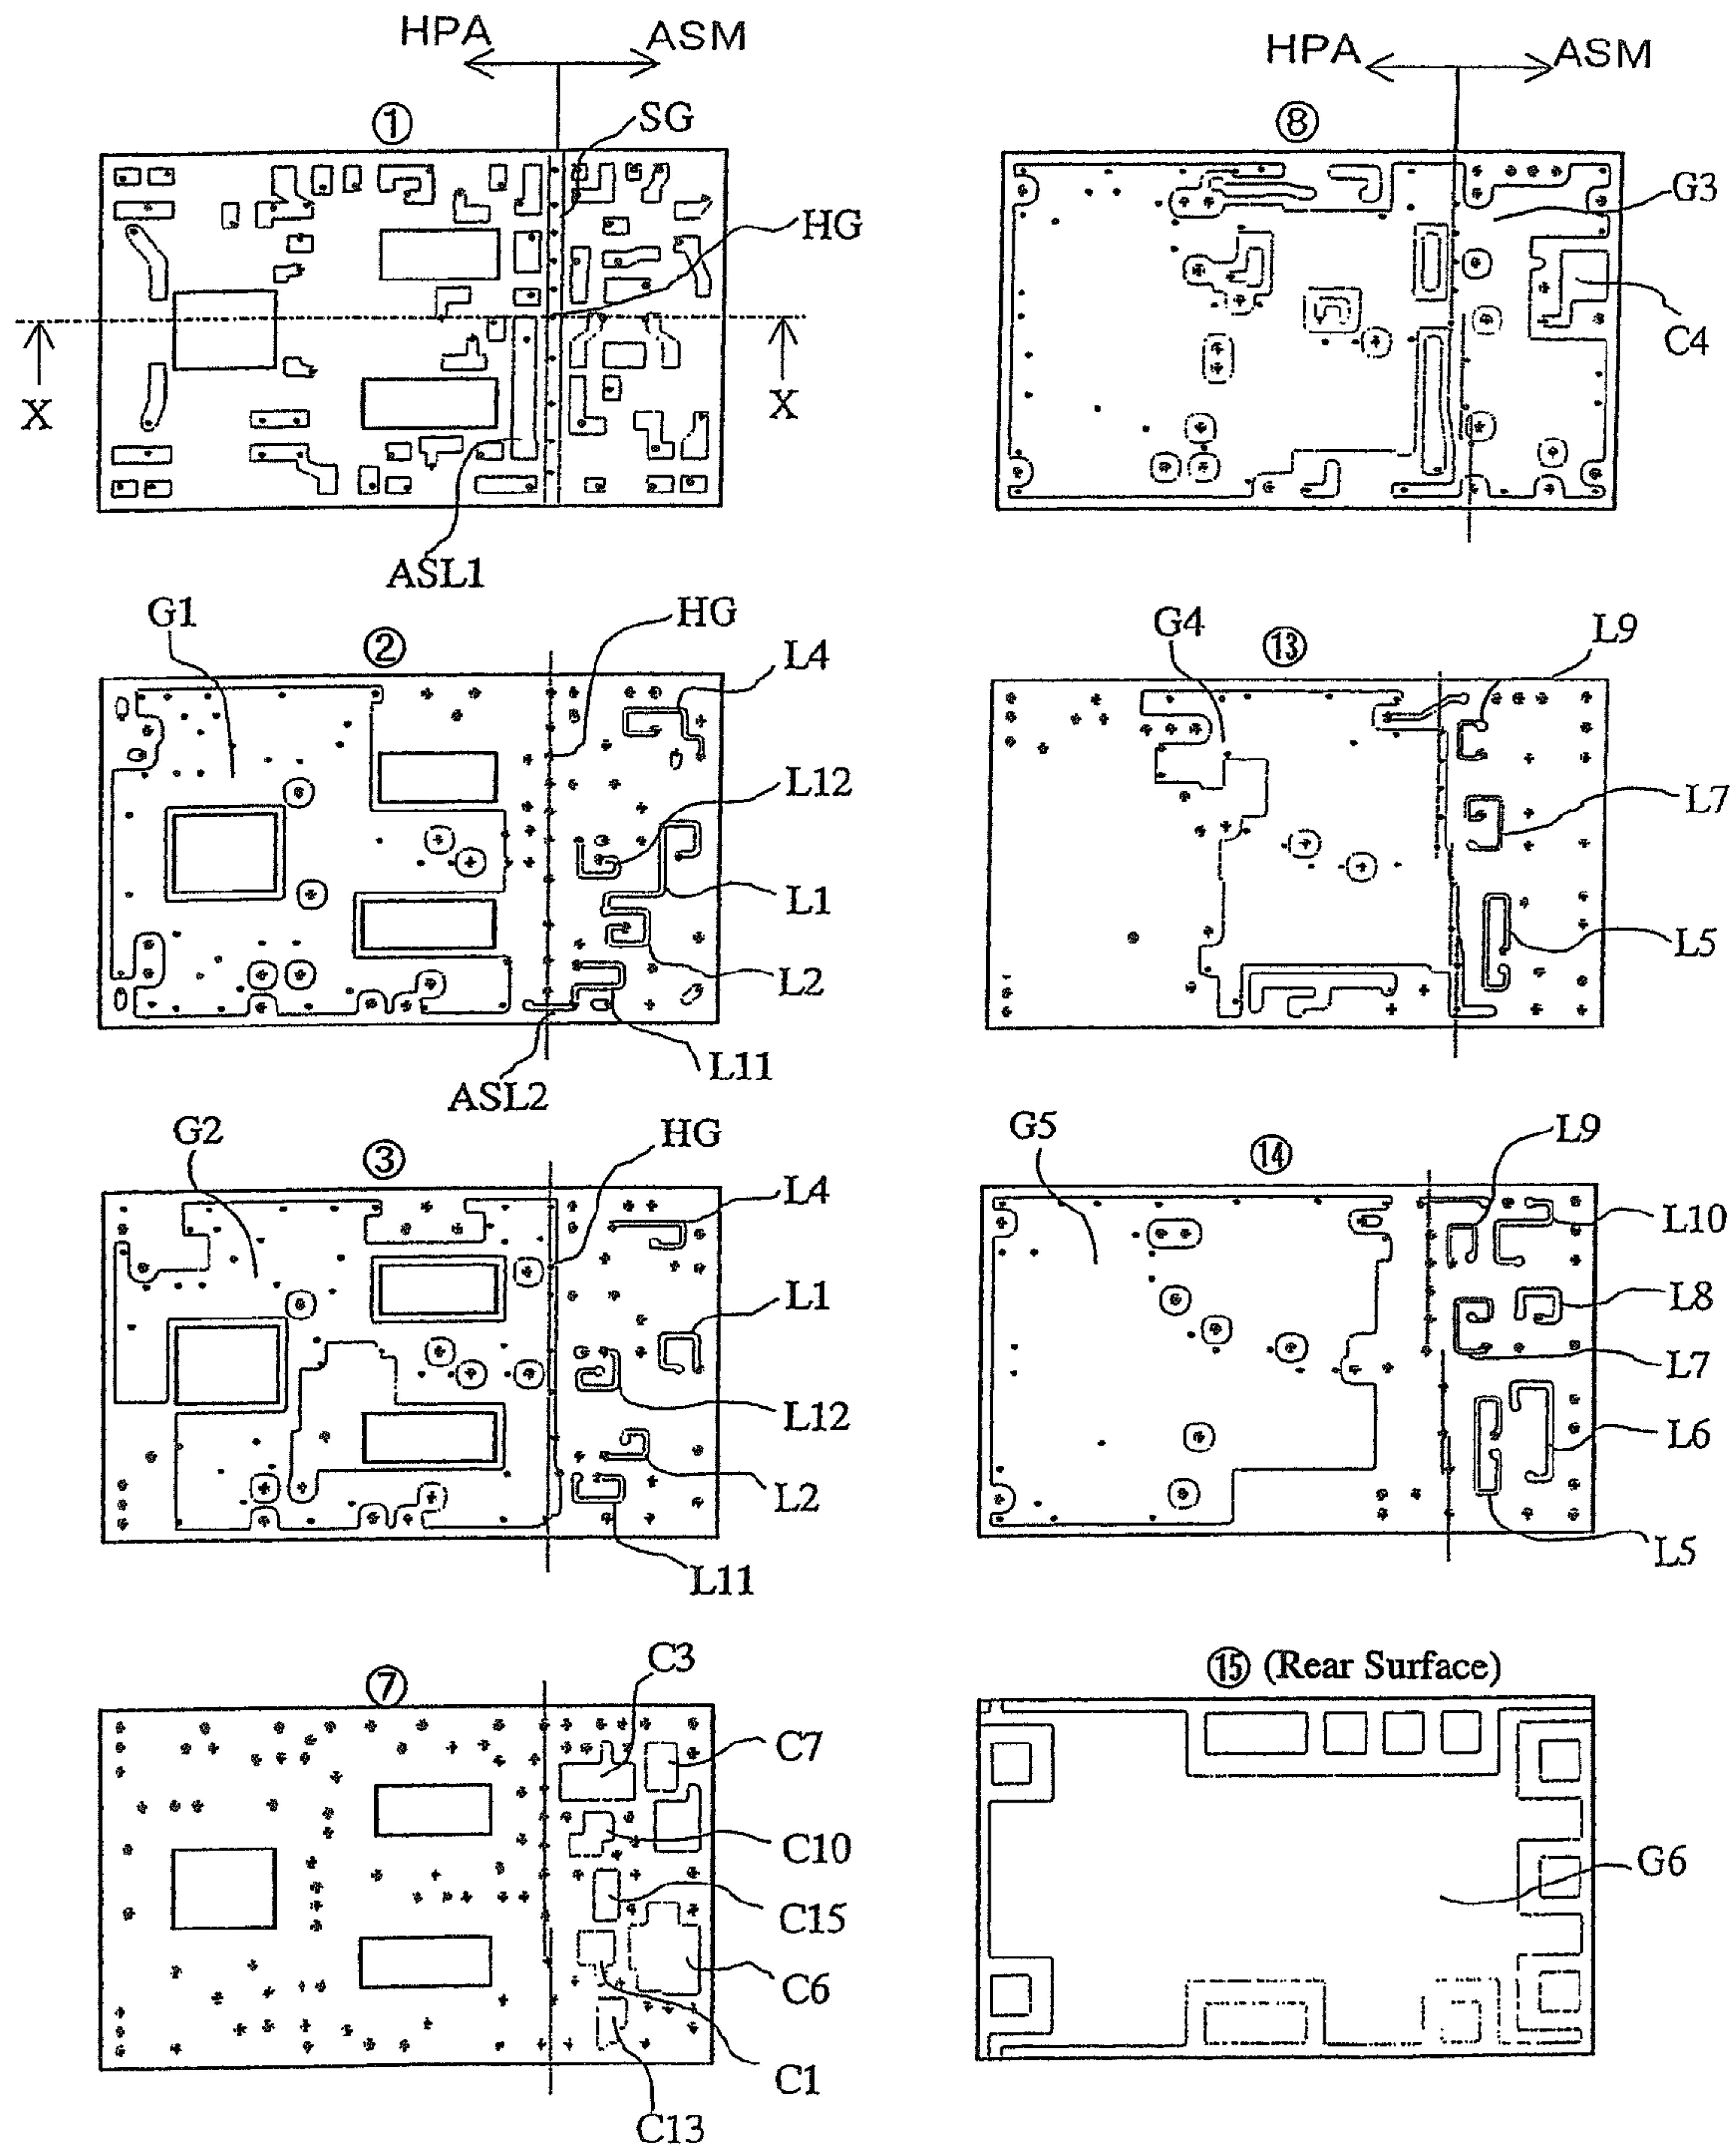 HPA ASM
①
SG
HG
X X
ASL1
HPA ASM
⑧
G3
C4
G1
②
HG
L4
L12
L1
L2
L11
ASL2
G4
⑬
L9
L7
L5
G2
③
HG
L4
L1
L12
L2
L11
G5
⑭
L9
L10
L8
L7
L6
L5
⑦
C3
C7
C10
C15
C6
C1
C13
⑮ (Rear Surface)
G6